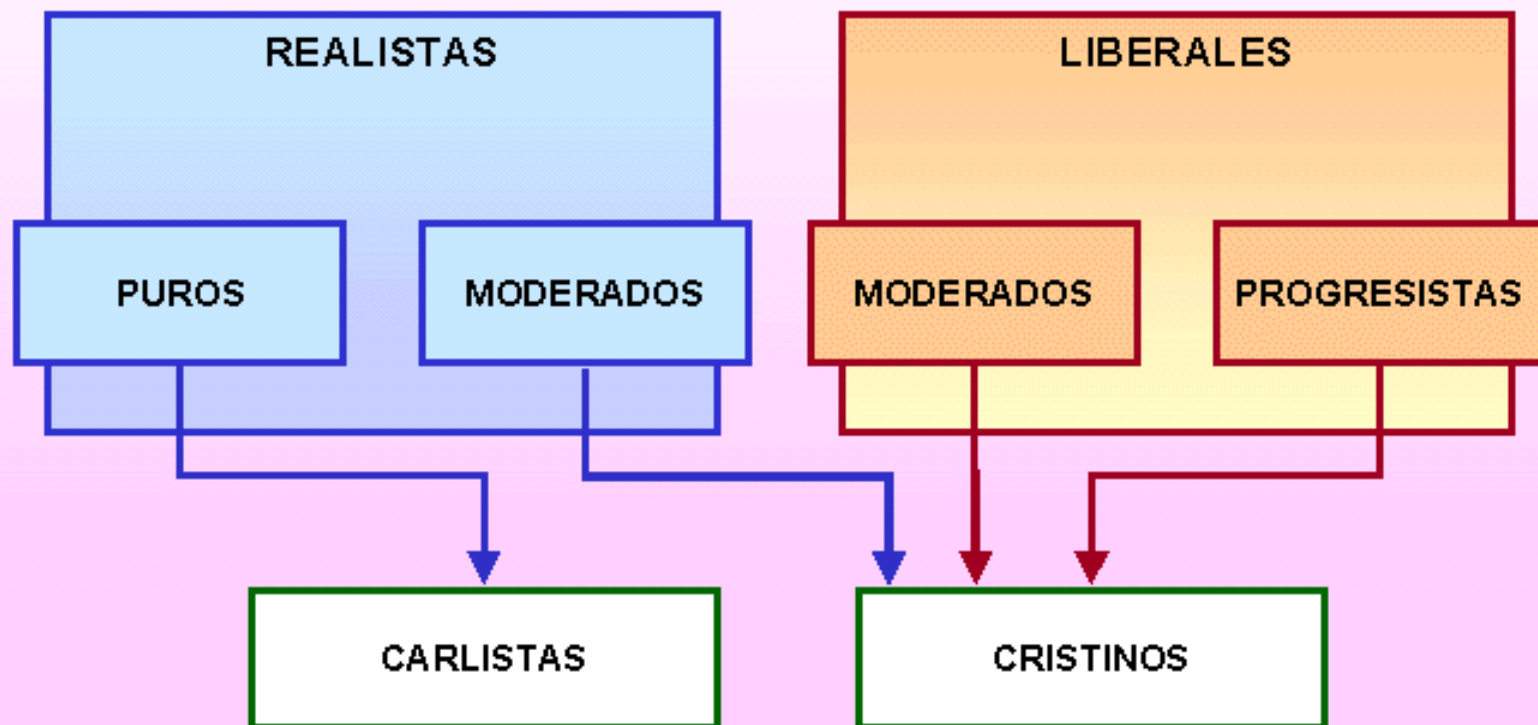 REALISTAS
LIBERALES
PUROS
MODERADOS
MODERADOS
PROGRESISTAS
CARLISTAS
CRISTINOS